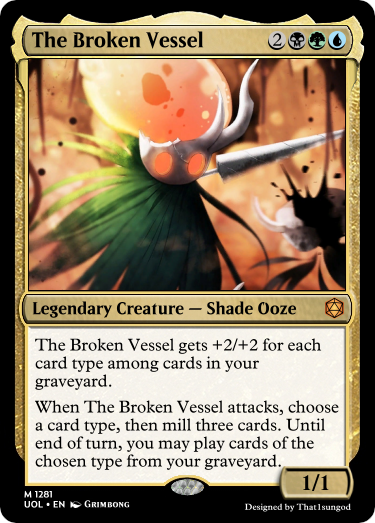 The Broken Vessel 2
Legendary Creature — Shade Ooze
The Broken Vessel gets +2/+2 for each
card type among cards in your
graveyard.
When The Broken Vessel attacks, choose
a card type, then mill three cards. Until
end of turn, you may play cards of the
chosen type from your graveyard.
1/1
M 1281
UOL • EN Grimbong
Designed by That1sungod